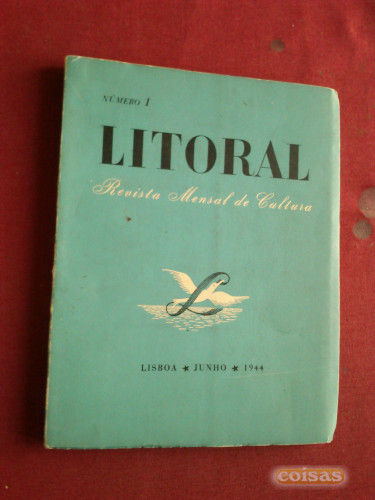 NÚMERO 1
LITORAL
Revista Mensal de Cultura
L
LISBOA ★ JUNHO ★ 1944
coisas